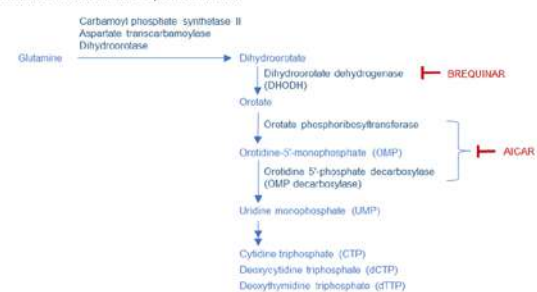 Carbamoyl phosphate synthetase II
Aspartate transcarbamoylase
Dihydroorotase
Glutamine
Dihydroorotate
Dihydroorotate dehydrogenase
(DHODH)
BREQUINAR
Orotate
Orotate phosphoribosyltransferase
Orotidine-5'-monophosphate (OMP)
AICAR
Orotidine 5'-phosphate decarboxylase
(OMP decarboxylase)
Uridine monophosphate (UMP)
Cytidine triphosphate (CTP)
Deoxycytidine triphosphate (dCTP)
Deoxythymidine triphosphate (dTTP)